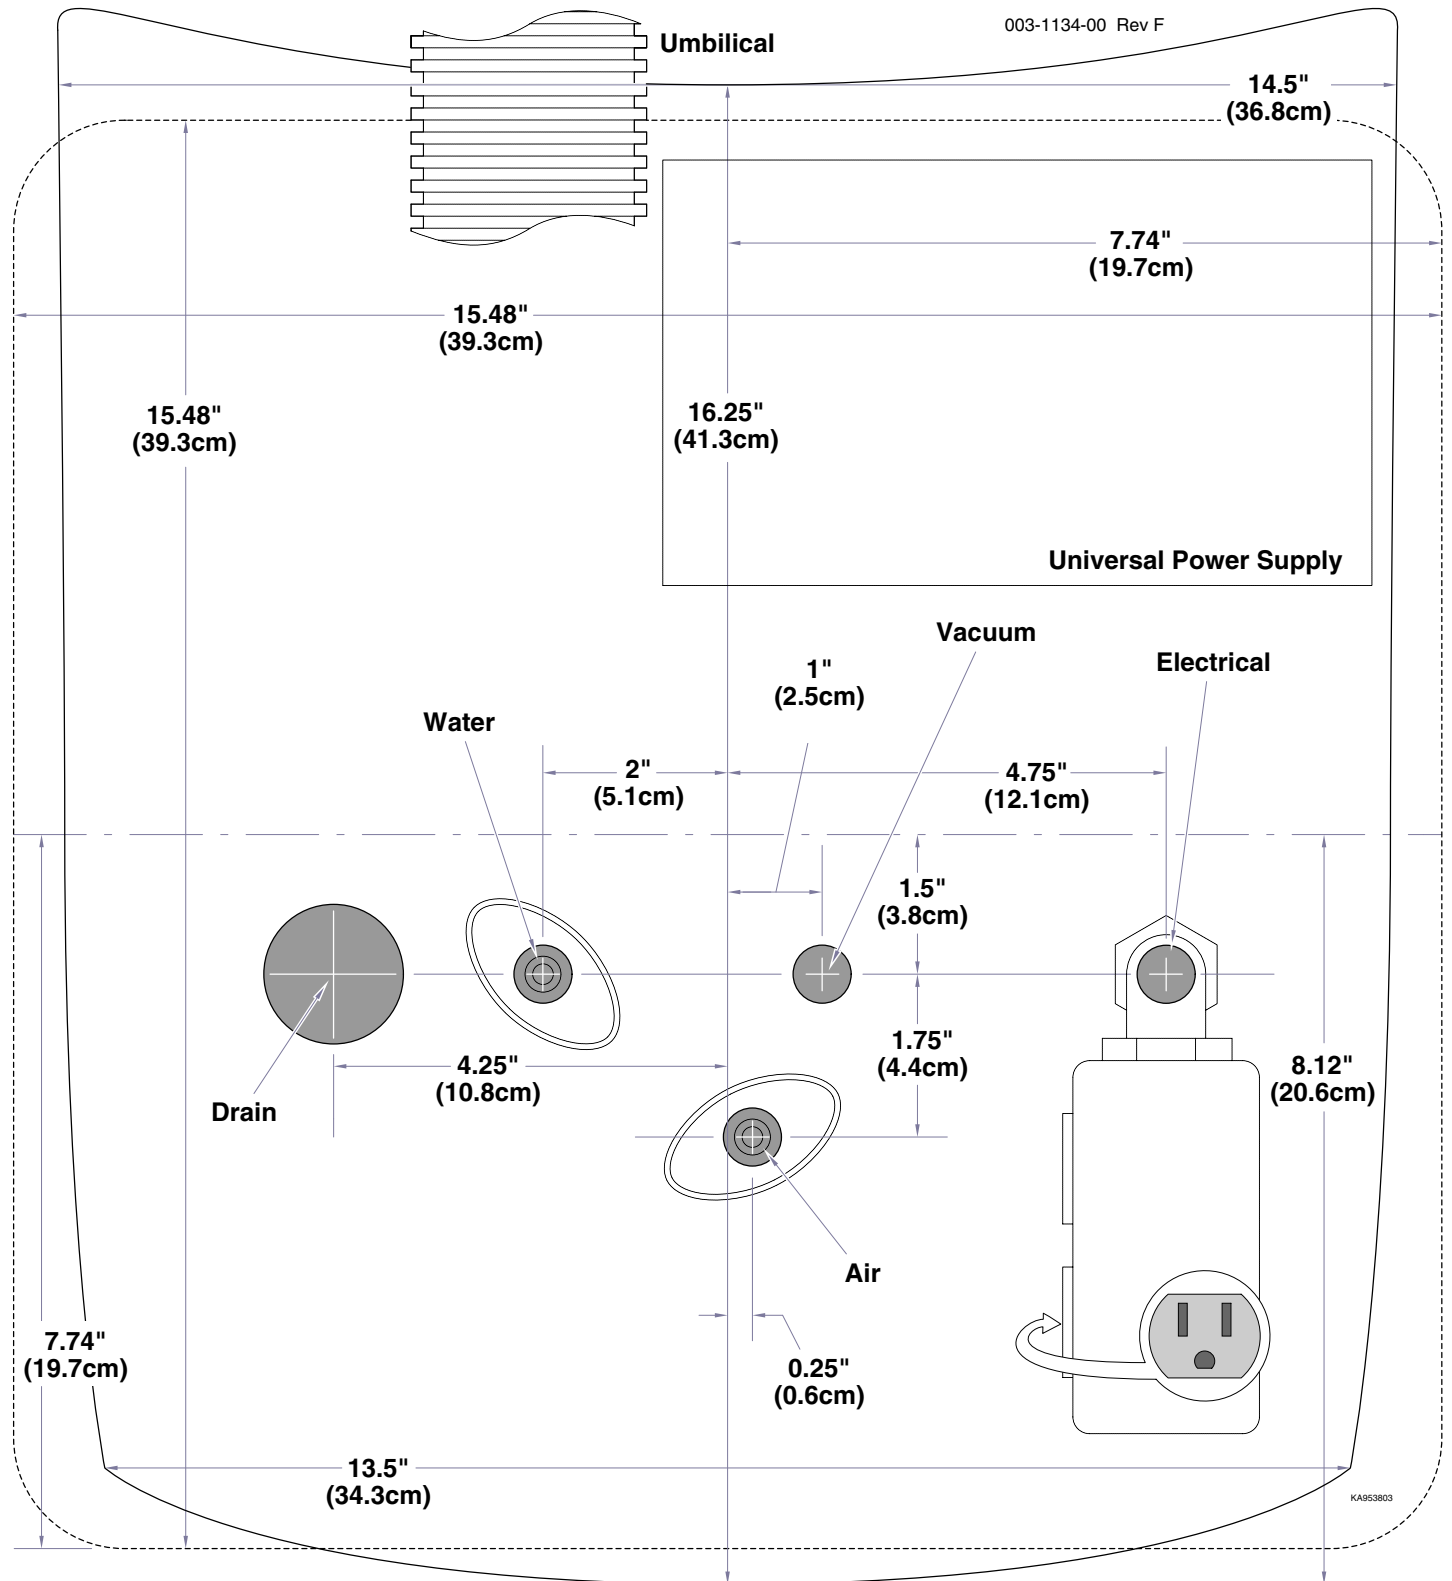 003-1134-00 Rev F
Umbilical
14.5"
(36.8cm)
7.74"
(19.7cm)
15.48"
(39.3cm)
15.48"
(39.3cm)
16.25"
(41.3cm)
Universal Power Supply
Vacuum
Electrical
1"
(2.5cm)
Water
2"
(5.1cm)
4.75"
(12.1cm)
1.5"
(3.8cm)
1.75"
(4.4cm)
4.25"
(10.8cm)
8.12"
(20.6cm)
Drain
Air
7.74"
(19.7cm)
0.25"
(0.6cm)
13.5"
(34.3cm)
KA953803